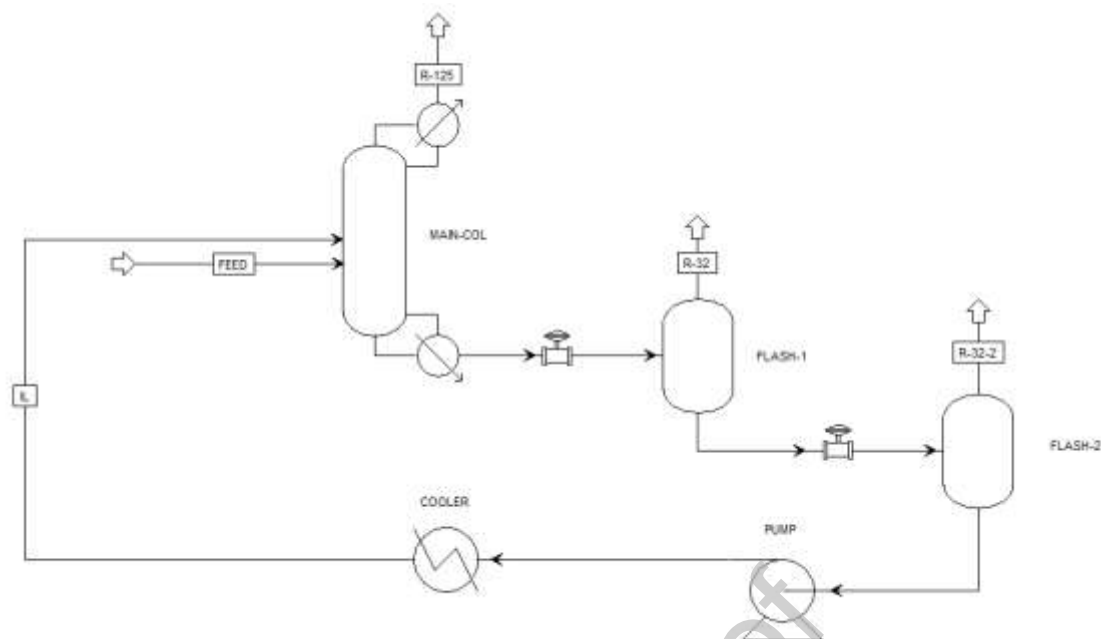 R-125
MAIN-COL
FEED
R-32
FLASH-1
R-32-2
FLASH-2
IL
COOLER
PUMP